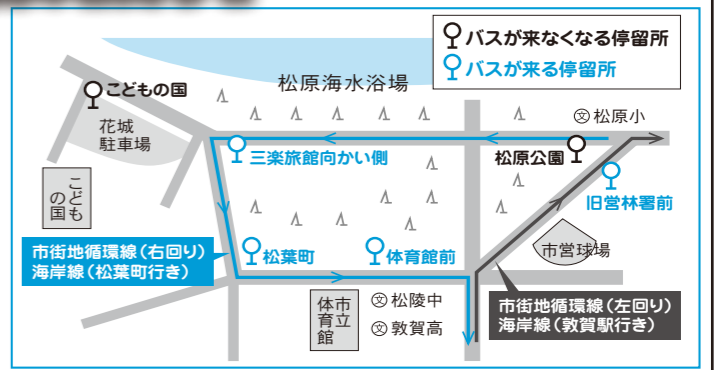 バスが来なくなる停留所
バスが来る停留所
こどもの国
松原海水浴場
花城
駐車場
文 松原小
三楽旅館向かい側
松原公園
旧営林署前
こども
の国
市街地循環線（右回り）
海岸線（松葉町行き）
松葉町
体育館前
市営球場
市立
体育館
文 松陵中
文 敦賀高
市街地循環線（左回り）
海岸線（敦賀駅行き）